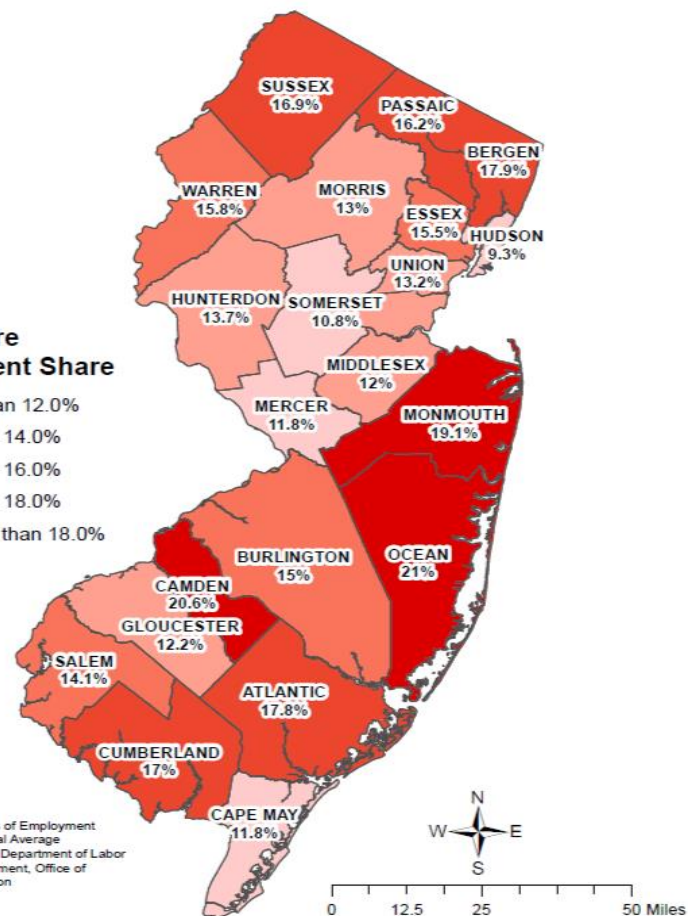 SUSSEX
16.9%
PASSAIC
16.2%
BERGEN
17.9%
WARREN
15.8%
MORRIS
13%
ESSEX
15.5%
HUDSON
9.3%
UNION
13.2%
HUNTERDON
13.7%
SOMERSET
10.8%
re
ent Share
an 12.0%
14.0%
16.0%
18.0%
than 18.0%
MIDDLESEX
12%
MERCER
11.8%
MONMOUTH
19.1%
BURLINGTON
15%
OCEAN
21%
CAMDEN
20.6%
GLOUCESTER
12.2%
SALEM
14.1%
ATLANTIC
17.8%
CUMBERLAND
17%
CAPE MAY
11.8%
s of Employment
al Average
Department of Labor
ment, Office of
on
N
W E
S
0 12.5 25 50 Miles